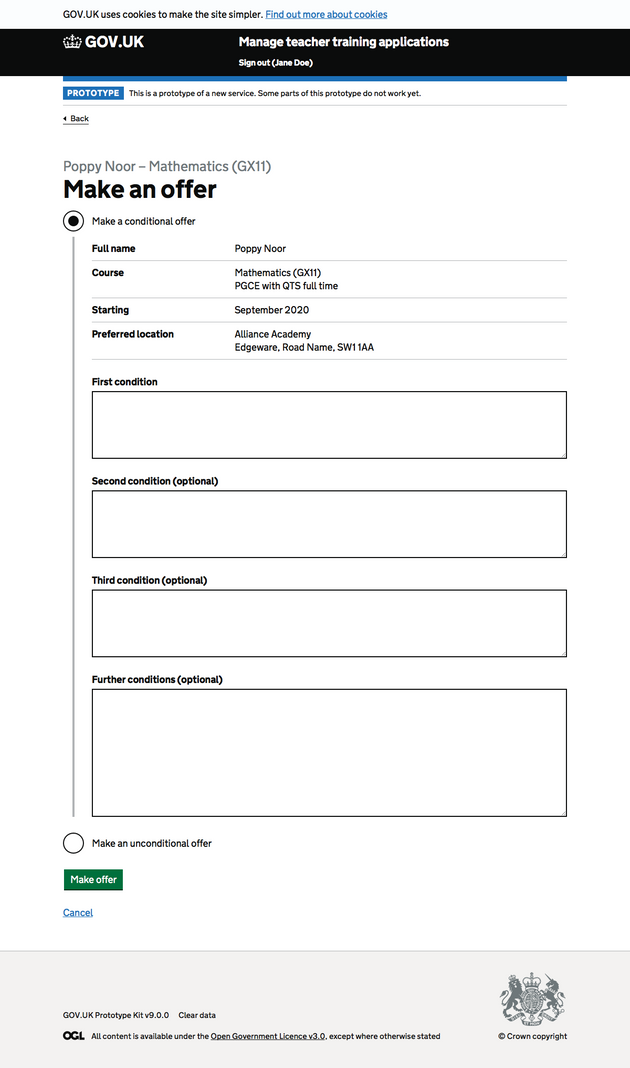 GOV.UK uses cookies to make the site simpler. Find out more about cookies
GOV.UK
Manage teacher training applications
Sign out (Jane Doe)
PROTOTYPE This is a prototype of a new service. Some parts of this prototype do not work yet.
Back
Poppy Noor – Mathematics (GX11)
Make an offer
Make a conditional offer
Full name Poppy Noor
Course Mathematics (GX11)
PGCE with QTS full time
Starting September 2020
Preferred location Alliance Academy
Edgeware, Road Name, SW1 1AA
First condition
Second condition (optional)
Third condition (optional)
Further conditions (optional)
Make an unconditional offer
Make offer
Cancel
GOV.UK Prototype Kit v9.0.0 Clear data
OGL All content is available under the Open Government Licence v3.0, except where otherwise stated
© Crown copyright